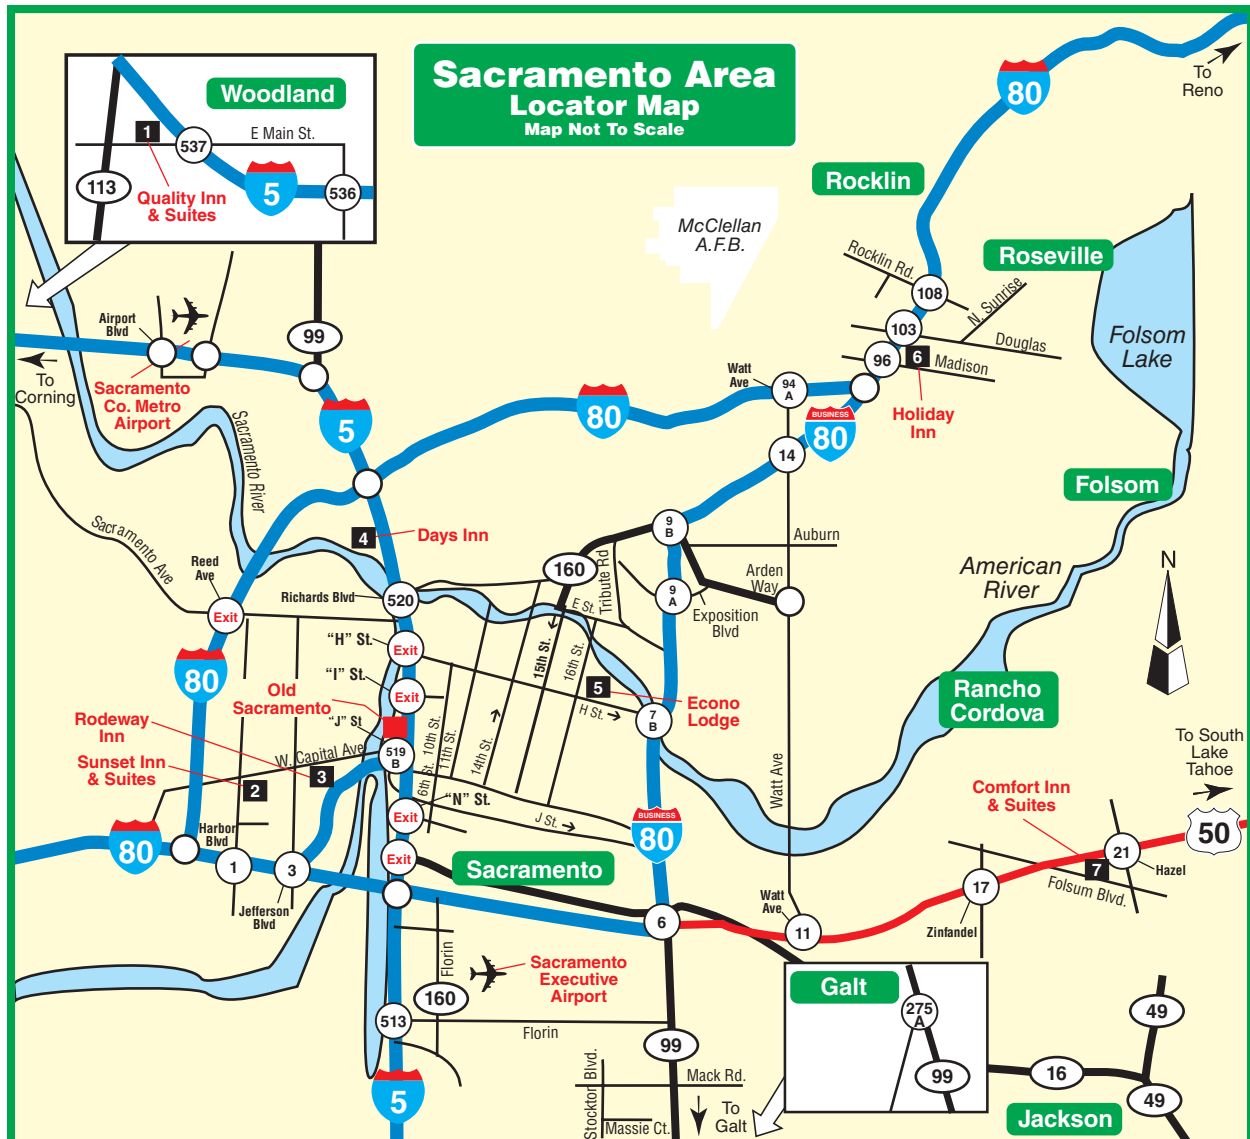 Sacramento Area
Locator Map
Map Not To Scale
Woodland
1
E Main St.
537
113
5
536
Quality Inn
& Suites
80
To
Reno
Rocklin
McClellan
A.F.B.
Roseville
Rocklin Rd.
108
N. Sunrise
103
Douglas
96
6
Madison
Holiday
Inn
Folsom
Lake
Airport
Blvd
99
To
Corning
Sacramento
Co. Metro
Airport
5
80
Watt
Ave
94
A
BUSINESS
80
14
Sacramento River
Sacramento Ave
4
Days Inn
9
B
Auburn
Folsom
160
Tribute Rd
Arden
Way
American
River
N
Reed
Ave
Exit
Richards Blvd
520
9
A
Exposition
Blvd
E St.
"H" St.
Exit
15th St.
16th St.
80
"I" St.
Exit
Old
Sacramento
5
Econo
Lodge
H St.
7
B
Rancho
Cordova
Rodeway
Inn
"J" St
10th St.
11th St.
14th St.
W. Capital Ave
519
B
Sunset Inn
& Suites
3
2
6th St.
Watt Ave
To South
Lake
Tahoe
Comfort Inn
& Suites
"N" St.
Exit
J St.
BUSINESS
80
50
80
Harbor
Blvd
1
3
Exit
Sacramento
21
7
Hazel
Folsum Blvd.
17
Zinfandel
Jefferson
Blvd
6
Watt
Ave
11
Florin
Sacramento
Executive
Airport
160
513
Florin
Galt
275
A
99
99
49
16
49
Jackson
5
Stockton Blvd.
Mack Rd.
Massie Ct.
To
Galt